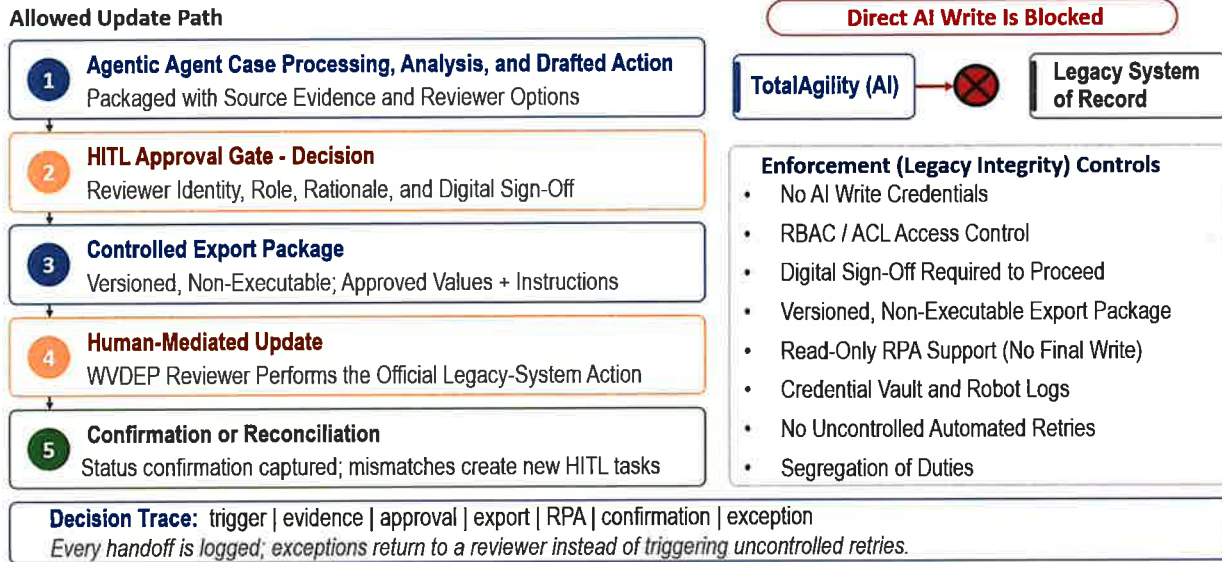 Allowed Update Path
1
Agentic Agent Case Processing, Analysis, and Drafted Action
Packaged with Source Evidence and Reviewer Options
2
HITL Approval Gate - Decision
Reviewer Identity, Role, Rationale, and Digital Sign-Off
3
Controlled Export Package
Versioned, Non-Executable; Approved Values + Instructions
4
Human-Mediated Update
WVDEP Reviewer Performs the Official Legacy-System Action
5
Confirmation or Reconciliation
Status confirmation captured; mismatches create new HITL tasks
Direct AI Write Is Blocked
TotalAgility (AI)
Legacy System
of Record
Enforcement (Legacy Integrity) Controls
• No AI Write Credentials
• RBAC / ACL Access Control
• Digital Sign-Off Required to Proceed
• Versioned, Non-Executable Export Package
• Read-Only RPA Support (No Final Write)
• Credential Vault and Robot Logs
• No Uncontrolled Automated Retries
• Segregation of Duties
Decision Trace: trigger | evidence | approval | export | RPA | confirmation | exception
Every handoff is logged; exceptions return to a reviewer instead of triggering uncontrolled retries.